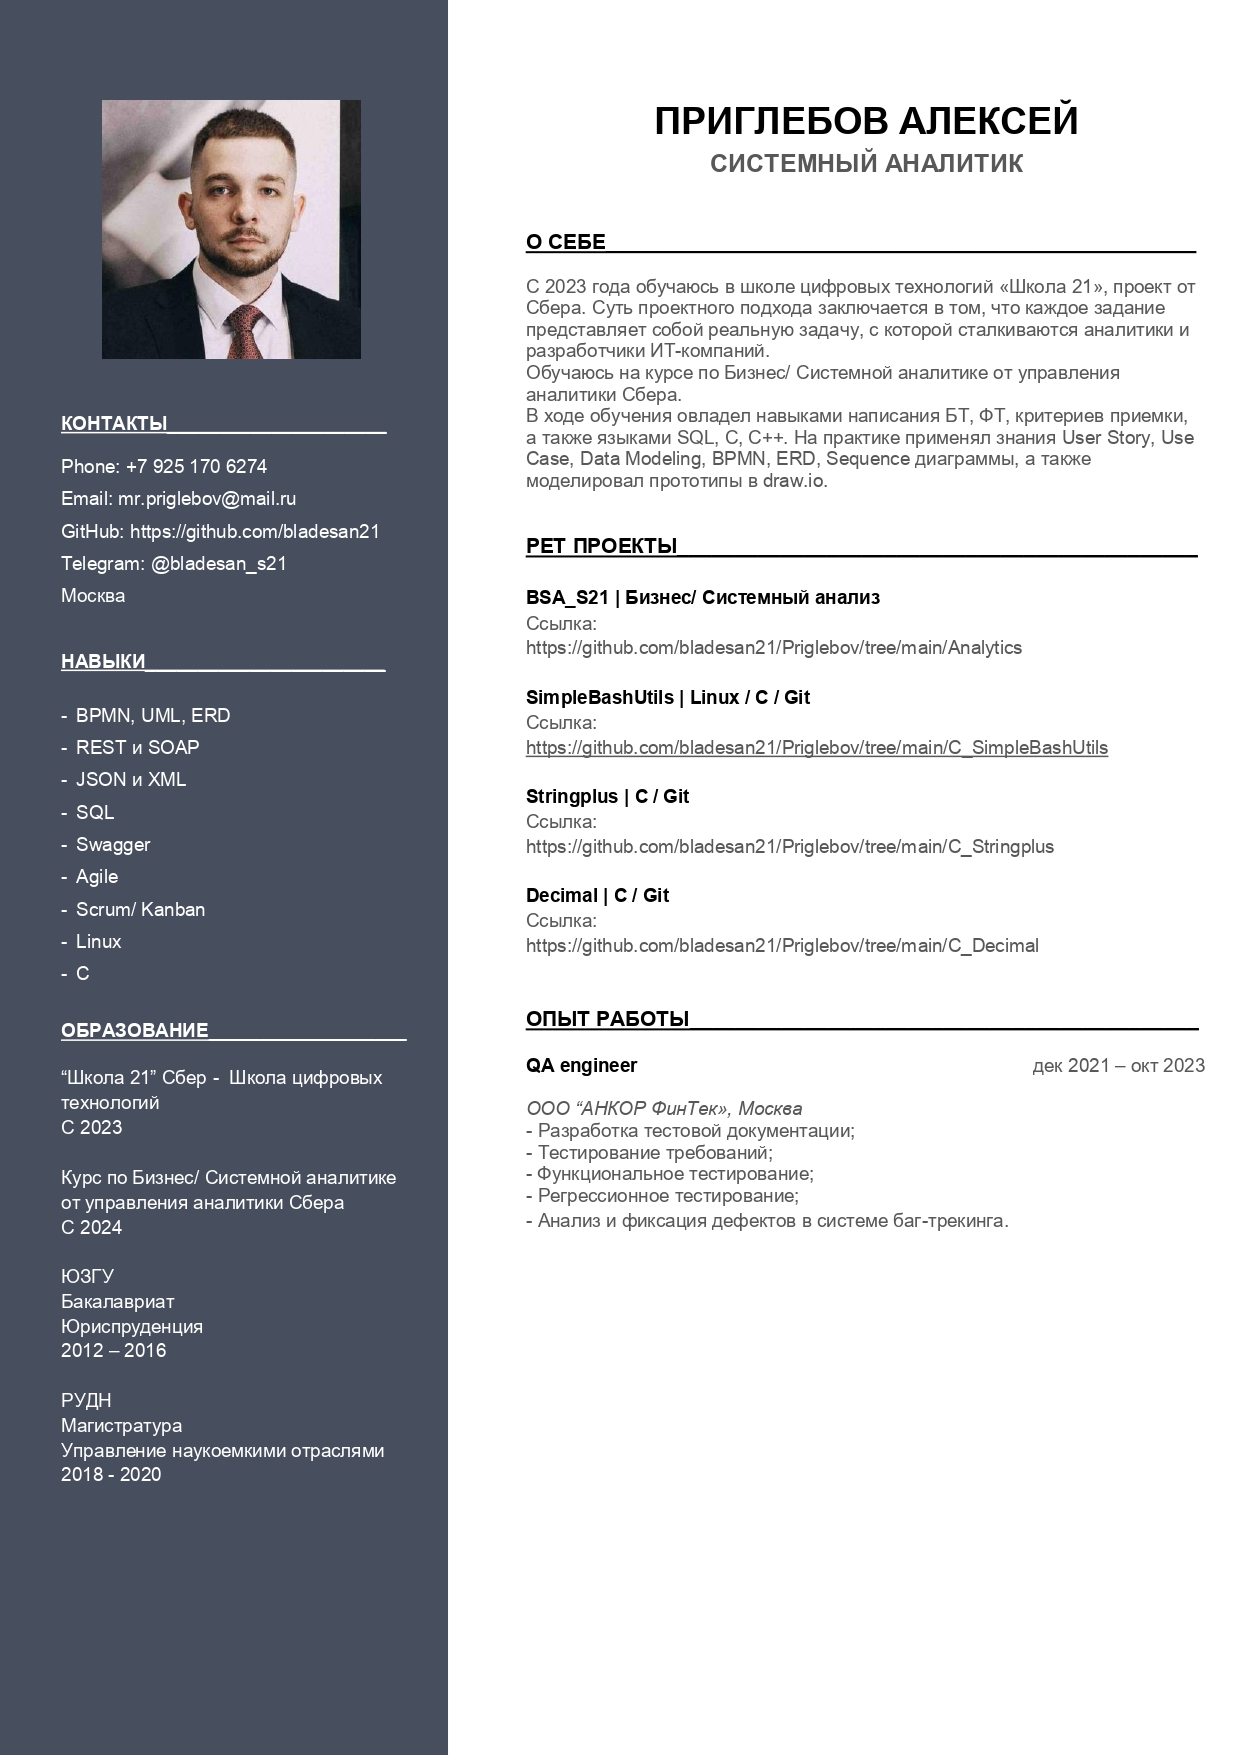 КОНТАКТЫ
Phone: +7 925 170 6274
Email: mr.priglebov@mail.ru
GitHub: https://github.com/bladesan21
Telegram: @bladesan_s21
Москва
НАВЫКИ
- BPMN, UML, ERD
- REST и SOAP
- JSON и XML
- SQL
- Swagger
- Agile
- Scrum/ Kanban
- Linux
- C
ОБРАЗОВАНИЕ
“Школа 21” Сбер - Школа цифровых
технологий
С 2023
Курс по Бизнес/ Системной аналитике
от управления аналитики Сбера
С 2024
ЮЗГУ
Бакалавриат
Юриспруденция
2012 – 2016
РУДН
Магистратура
Управление наукоемкими отраслями
2018 - 2020
ПРИГЛЕБОВ АЛЕКСЕЙ
СИСТЕМНЫЙ АНАЛИТИК
О СЕБЕ
С 2023 года обучаюсь в школе цифровых технологий «Школа 21», проект от
Сбера. Суть проектного подхода заключается в том, что каждое задание
представляет собой реальную задачу, с которой сталкиваются аналитики и
разработчики ИТ-компаний.
Обучаюсь на курсе по Бизнес/ Системной аналитике от управления
аналитики Сбера.
В ходе обучения овладел навыками написания БТ, ФТ, критериев приемки,
а также языками SQL, C, C++. На практике применял знания User Story, Use
Case, Data Modeling, BPMN, ERD, Sequence диаграммы, а также
моделировал прототипы в draw.io.
PET ПРОЕКТЫ
BSA_S21 | Бизнес/ Системный анализ
Ссылка:
https://github.com/bladesan21/Priglebov/tree/main/Analytics
SimpleBashUtils | Linux / C / Git
Ссылка:
https://github.com/bladesan21/Priglebov/tree/main/C_SimpleBashUtils
Stringplus | C / Git
Ссылка:
https://github.com/bladesan21/Priglebov/tree/main/C_Stringplus
Decimal | C / Git
Ссылка:
https://github.com/bladesan21/Priglebov/tree/main/C_Decimal
ОПЫТ РАБОТЫ
QA engineer дек 2021 – окт 2023
ООО “АНКОР ФинТек», Москва
- Разработка тестовой документации;
- Тестирование требований;
- Функциональное тестирование;
- Регрессионное тестирование;
- Анализ и фиксация дефектов в системе баг-трекинга.